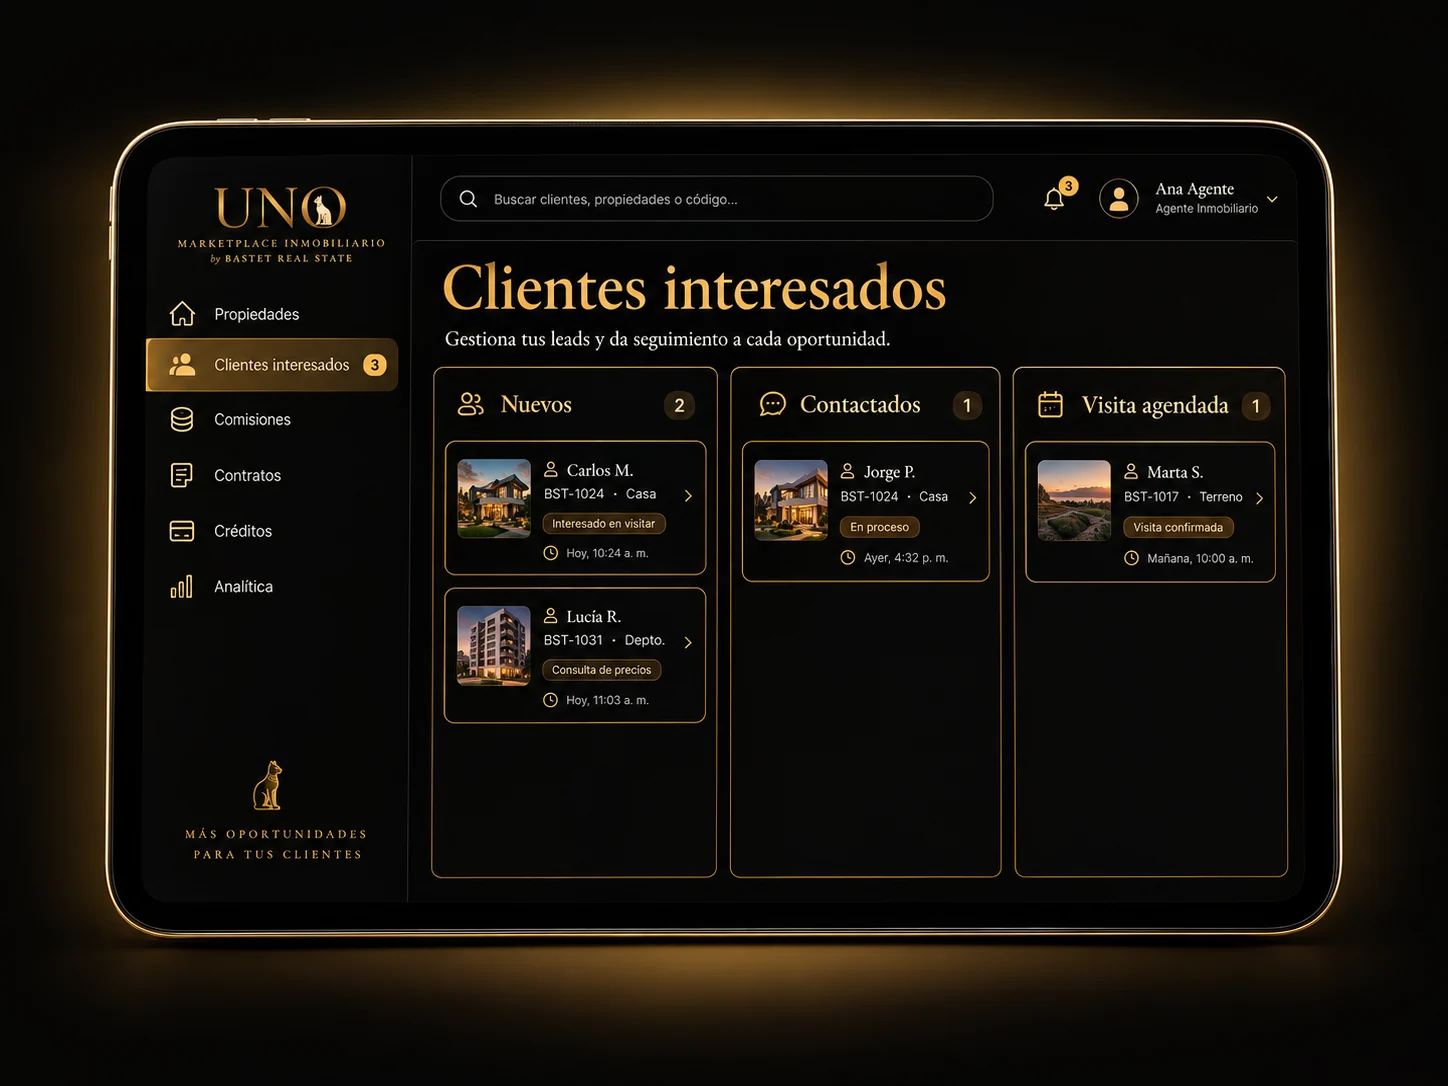 UNO
MARKETPLACE INMOBILIARIO
by BASTET REAL STATE
Propiedades
Clientes interesados 3
Comisiones
Contratos
Créditos
Analítica
MÁS OPORTUNIDADES
PARA TUS CLIENTES
Buscar clientes, propiedades o código...
3
Ana Agente
Agente Inmobiliario
Clientes interesados
Gestiona tus leads y da seguimiento a cada oportunidad.
Nuevos 2
Carlos M.
BST-1024 · Casa
Interesado en visitar
Hoy, 10:24 a. m.
Lucía R.
BST-1031 · Depto.
Consulta de precios
Hoy, 11:03 a. m.
Contactados 1
Jorge P.
BST-1024 · Casa
En proceso
Ayer, 4:32 p. m.
Visita agendada 1
Marta S.
BST-1017 · Terreno
Visita confirmada
Mañana, 10:00 a. m.